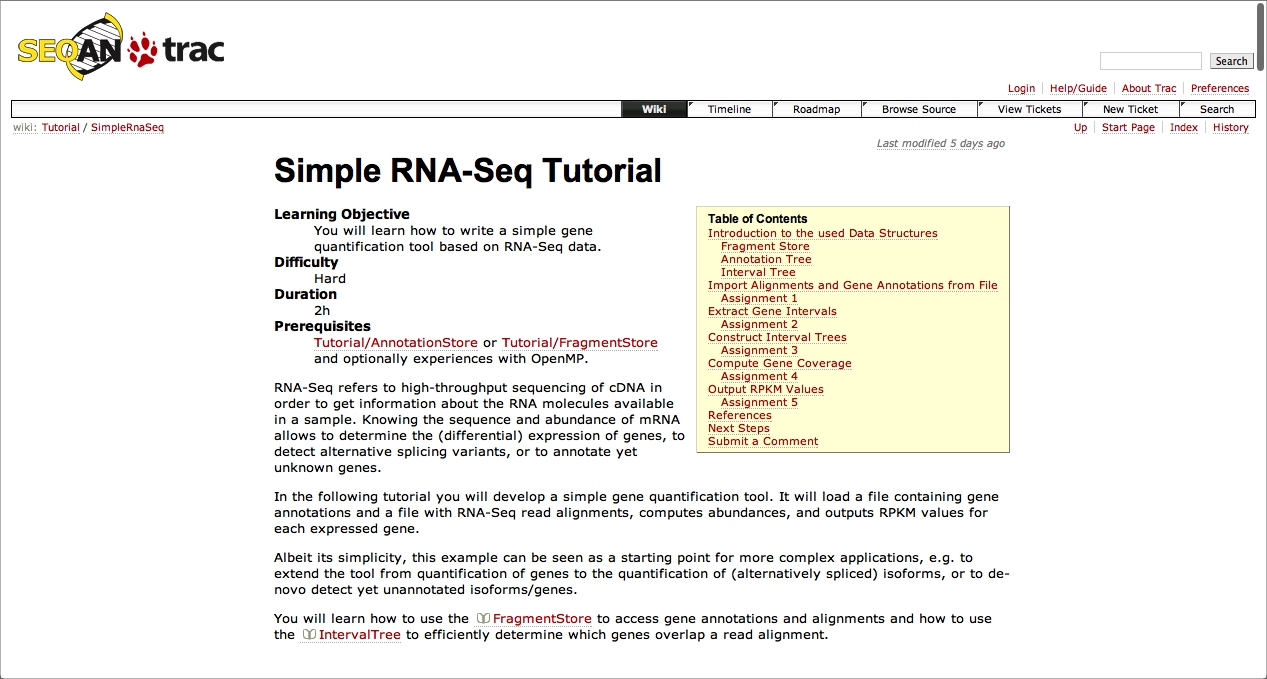 SEQAN trac
Search
Login Help/Guide About Trac Preferences
Wiki Timeline Roadmap Browse Source View Tickets New Ticket Search
wiki: Tutorial / SimpleRnaSeq
Up Start Page Index History
Last modified 5 days ago
Simple RNA-Seq Tutorial
Learning Objective
You will learn how to write a simple gene
quantification tool based on RNA-Seq data.
Difficulty
Hard
Duration
2h
Prerequisites
Tutorial/AnnotationStore or Tutorial/FragmentStore
and optionally experiences with OpenMP.
Table of Contents
Introduction to the used Data Structures
Fragment Store
Annotation Tree
Interval Tree
Import Alignments and Gene Annotations from File
Assignment 1
Extract Gene Intervals
Assignment 2
Construct Interval Trees
Assignment 3
Compute Gene Coverage
Assignment 4
Output RPKM Values
Assignment 5
References
Next Steps
Submit a Comment
RNA-Seq refers to high-throughput sequencing of cDNA in
order to get information about the RNA molecules available
in a sample. Knowing the sequence and abundance of mRNA
allows to determine the (differential) expression of genes, to
detect alternative splicing variants, or to annotate yet
unknown genes.
In the following tutorial you will develop a simple gene quantification tool. It will load a file containing gene
annotations and a file with RNA-Seq read alignments, computes abundances, and outputs RPKM values for
each expressed gene.
Albeit its simplicity, this example can be seen as a starting point for more complex applications, e.g. to
extend the tool from quantification of genes to the quantification of (alternatively spliced) isoforms, or to de-
novo detect yet unannotated isoforms/genes.
You will learn how to use the FragmentStore to access gene annotations and alignments and how to use
the IntervalTree to efficiently determine which genes overlap a read alignment.